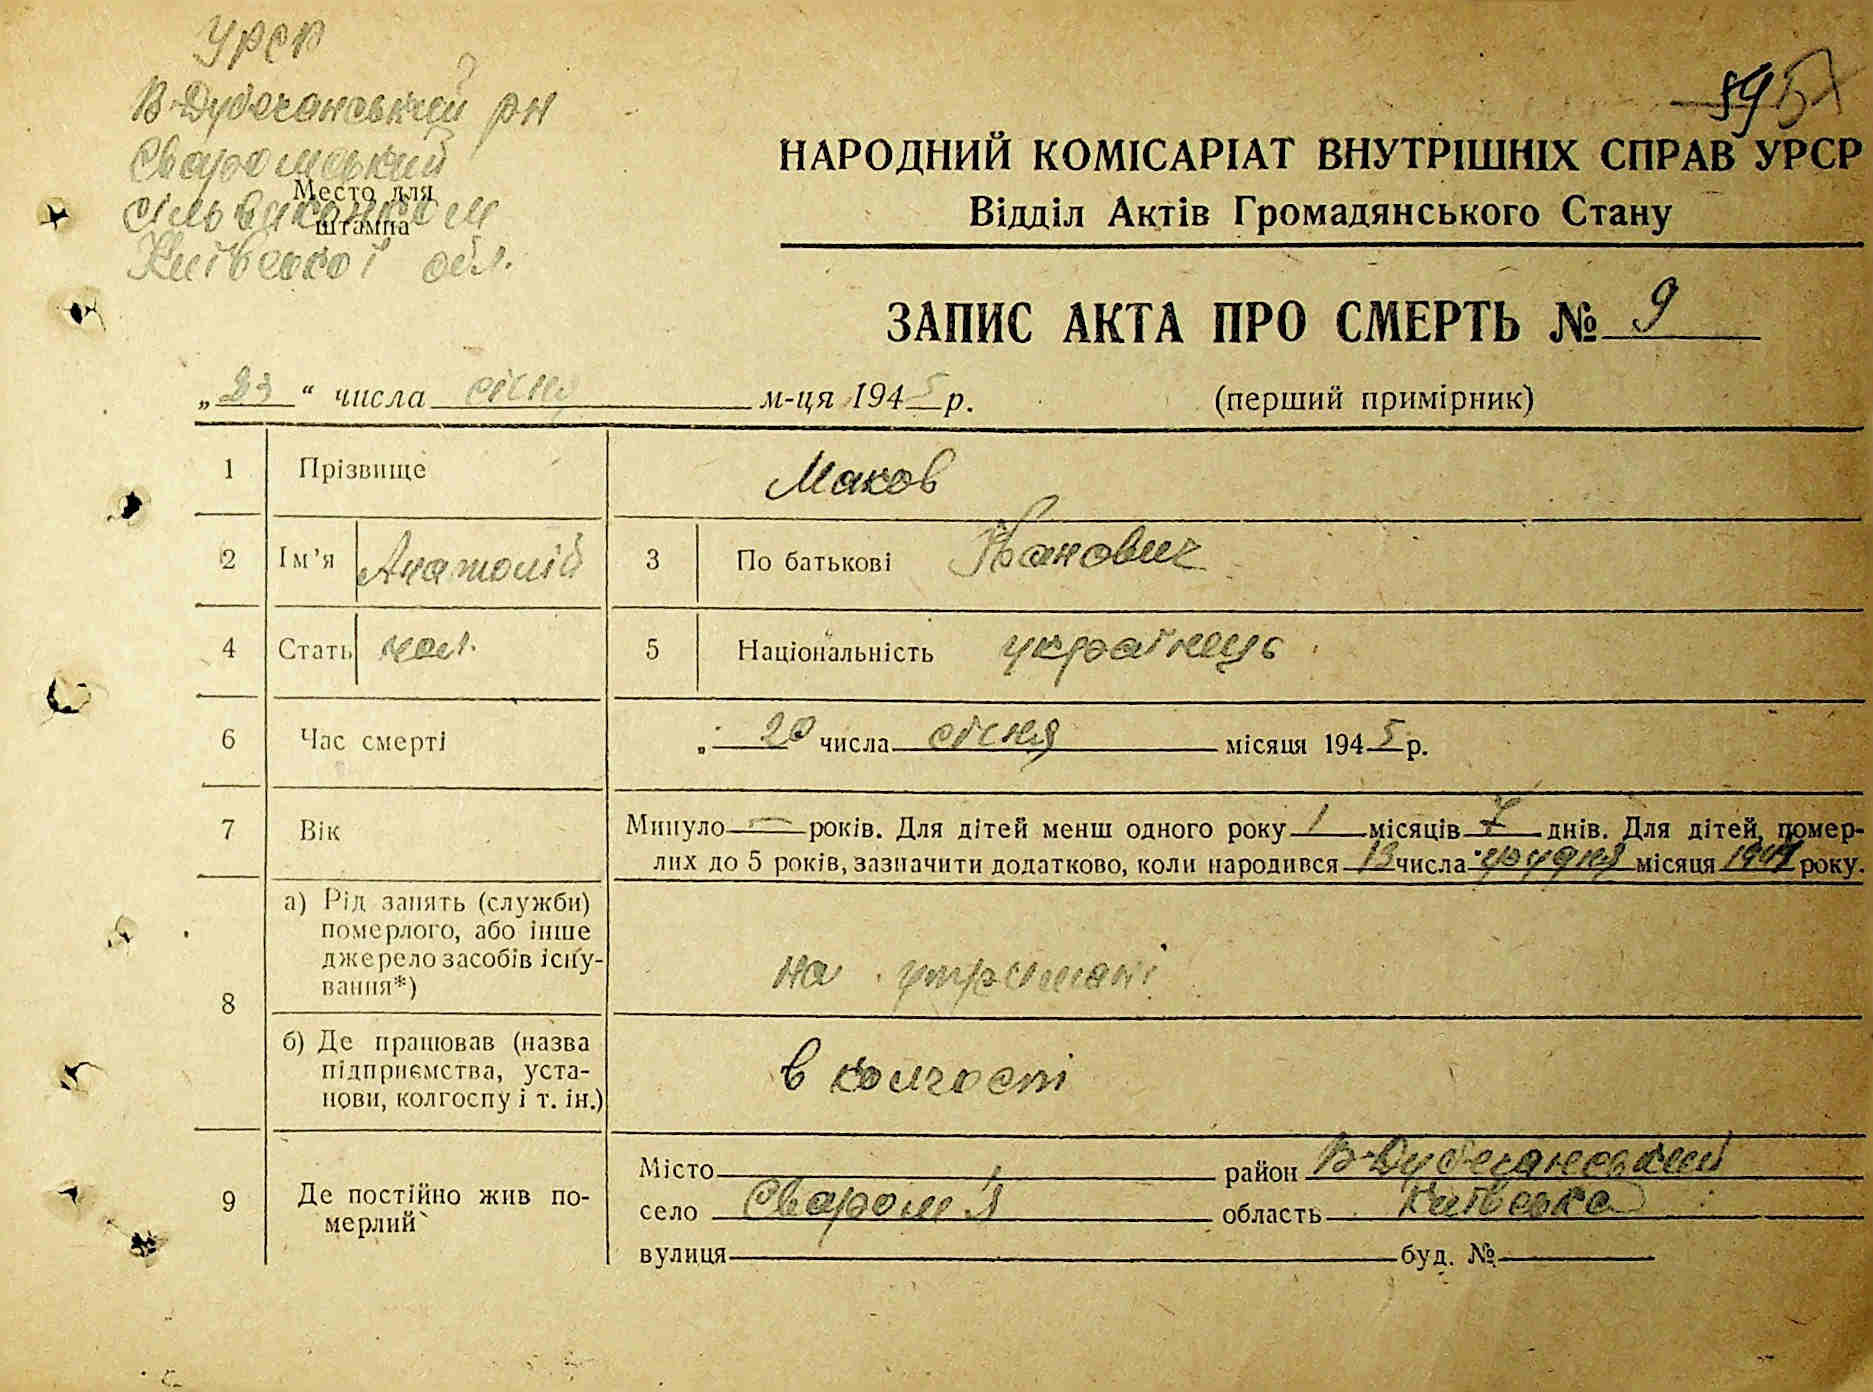 УРСР
В-Дубечанський рн
Сваромський
Место для
сільвиконком
штампа
Київської обл.
НАРОДНИЙ КОМІСАРІАТ ВНУТРІШНІХ СПРАВ УРСР
Відділ Актів Громадянського Стану
ЗАПИС АКТА ПРО СМЕРТЬ № 9
„23“ числа січня м-ця 1945 р. (перший примірник)
1 Прізвище Маков
2 Ім’я Анатолій 3 По батькові Іванович
4 Стать чол. 5 Національність українець
6 Час смерті „ 20 числа січня місяця 1945 р.
7 Вік Минуло — років. Для дітей менш одного року 1 місяців 7 днів. Для дітей, помер-
лих до 5 років, зазначити додатково, коли народився 13 числа грудня місяця 1944 року.
8 а) Рід занять (служби)
померлого, або інше
джерело засобів існу-
вання*) на утримані
б) Де працював (назва
підприємства, уста-
нови, колгоспу і т. ін.) в колгоспі
9 Де постійно жив по-
мерлий
Місто район В-Дубечанський
село Сваром'я область Київська
вулиця буд. №